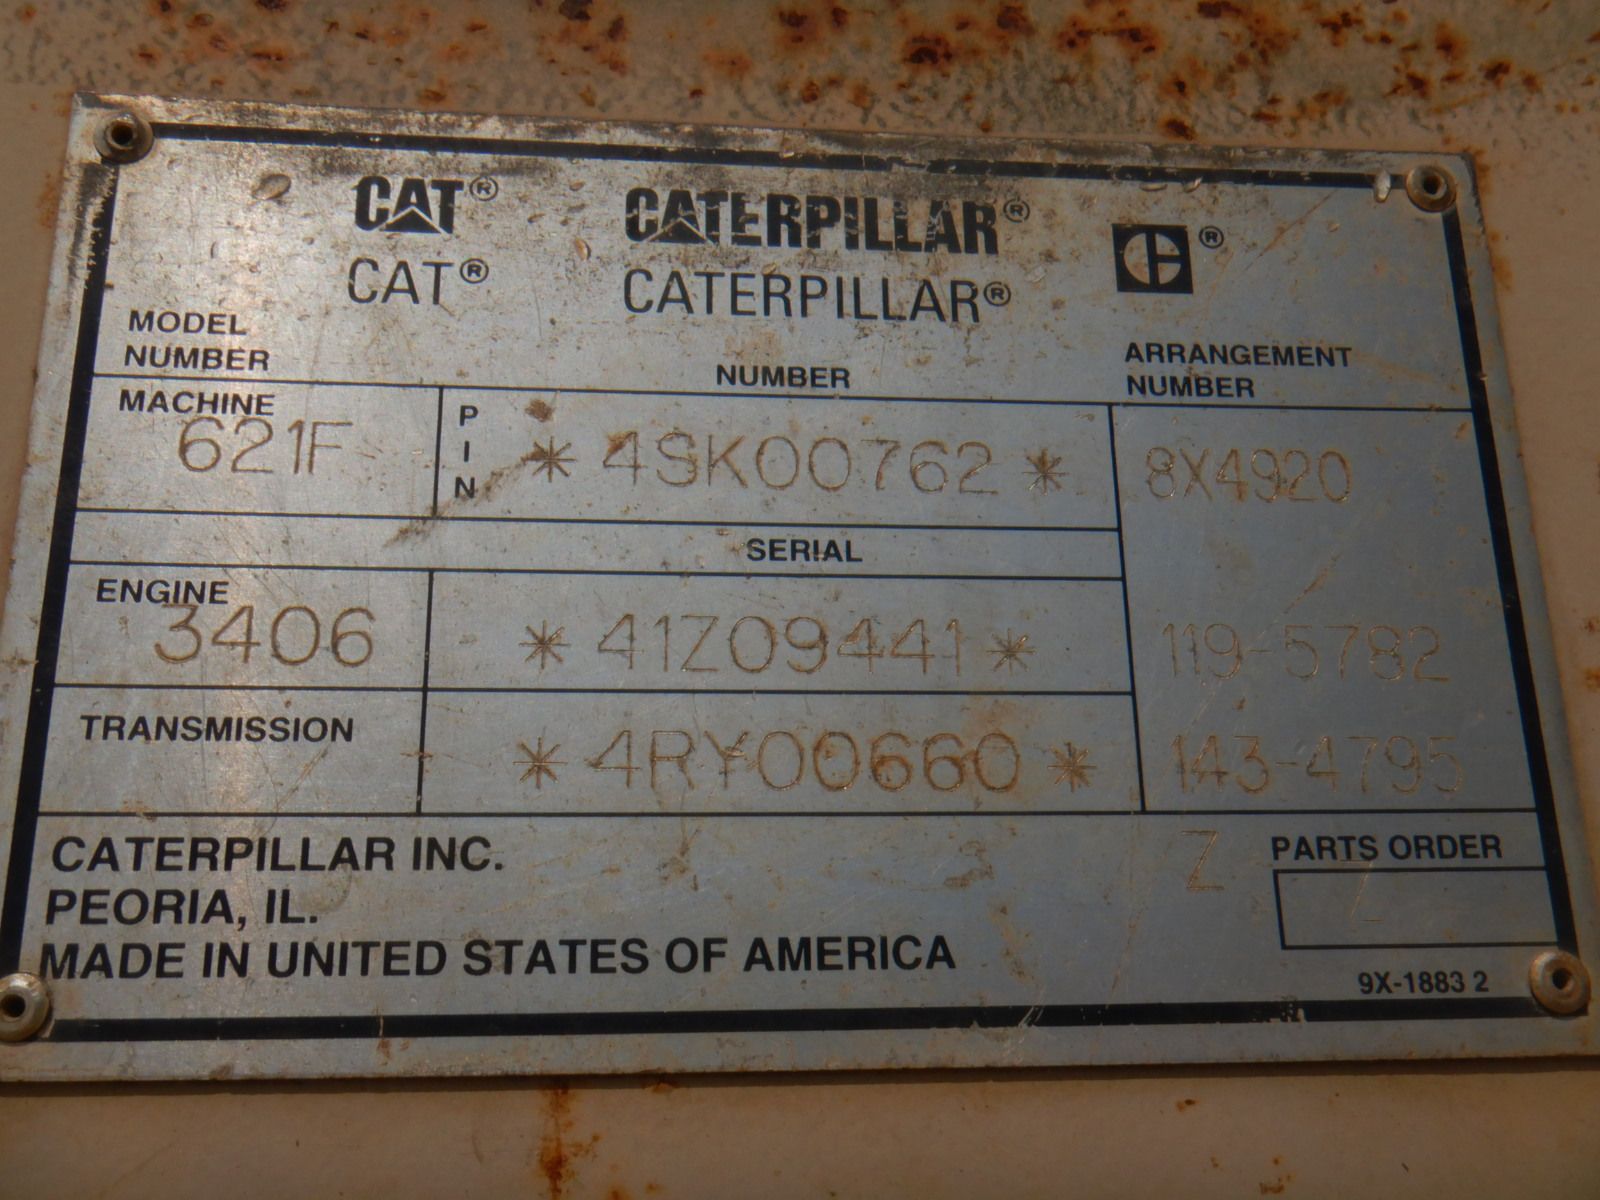 CAT® CATERPILLAR®
CAT® CATERPILLAR® ®
MODEL NUMBER NUMBER ARRANGEMENT NUMBER
MACHINE 621F PIN *4SK00762* 8X4920
SERIAL
ENGINE 3406 *41Z09441* 119-5782
TRANSMISSION *4RY00660* 143-4795
CATERPILLAR INC. Z PARTS ORDER
PEORIA, IL. Z
MADE IN UNITED STATES OF AMERICA
9X-1883 2